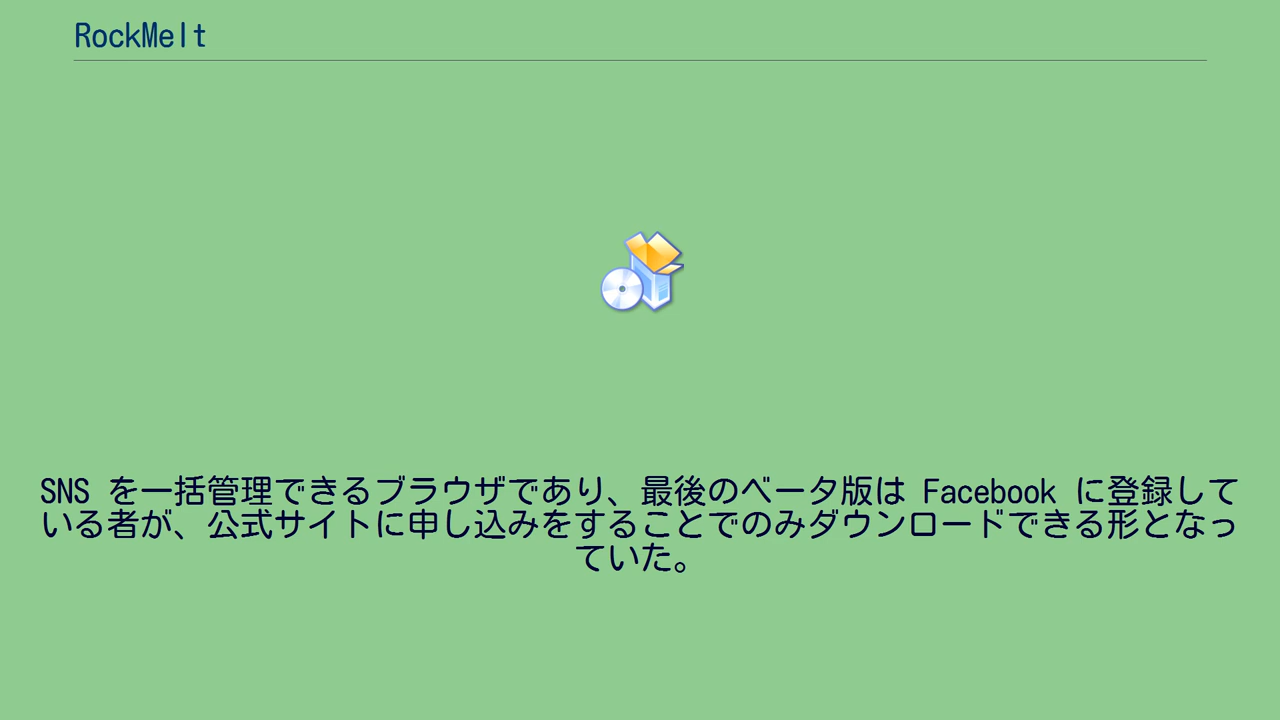 RockMelt
SNS を一括管理できるブラウザであり、最後のベータ版は Facebook に登録して
いる者が、公式サイトに申し込みをすることでのみダウンロードできる形となっ
ていた。